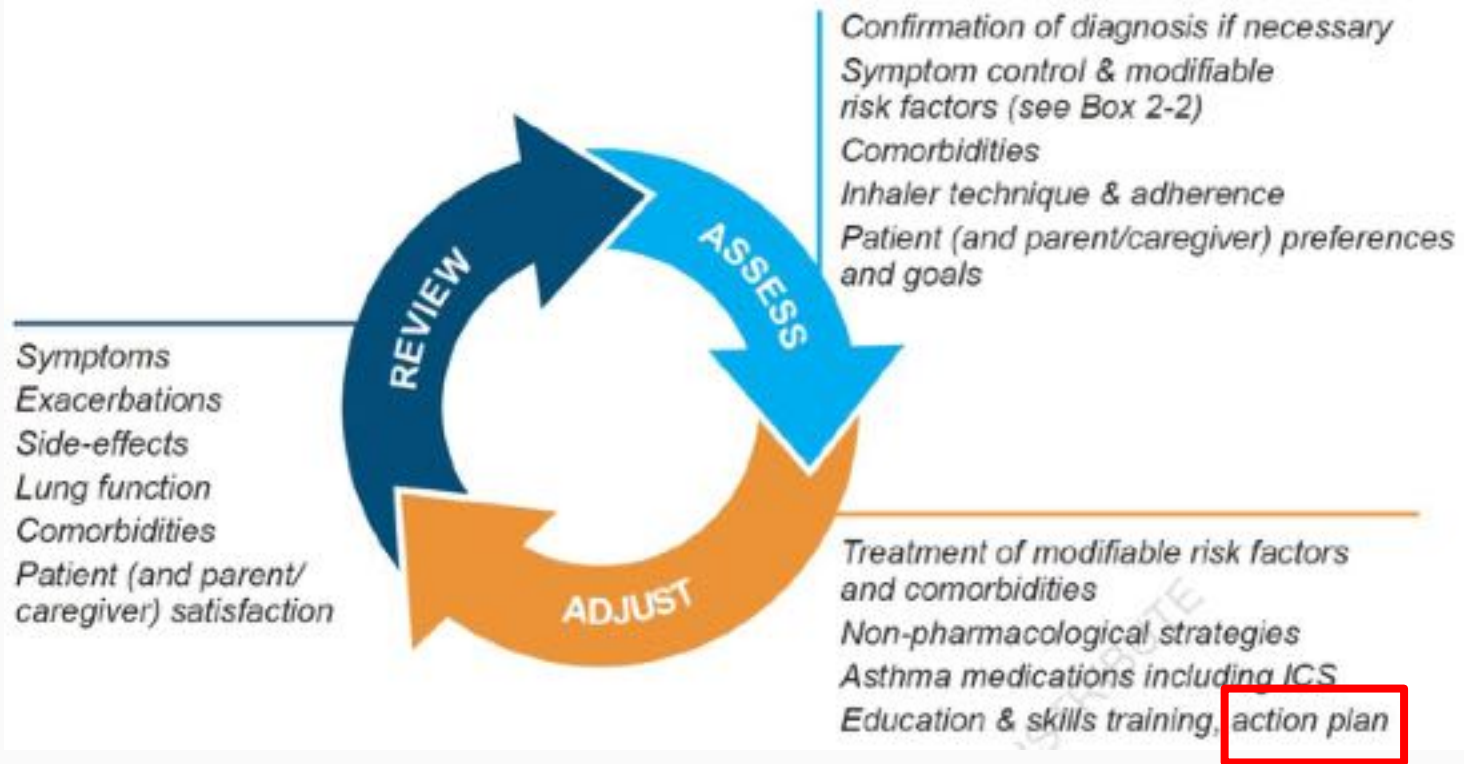 Confirmation of diagnosis if necessary
Symptom control & modifiable
risk factors (see Box 2-2)
Comorbidities
Inhaler technique & adherence
Patient (and parent/caregiver) preferences
and goals
REVIEW
ASSESS
ADJUST
Symptoms
Exacerbations
Side-effects
Lung function
Comorbidities
Patient (and parent/
caregiver) satisfaction
Treatment of modifiable risk factors
and comorbidities
Non-pharmacological strategies
Asthma medications including ICS
Education & skills training, action plan